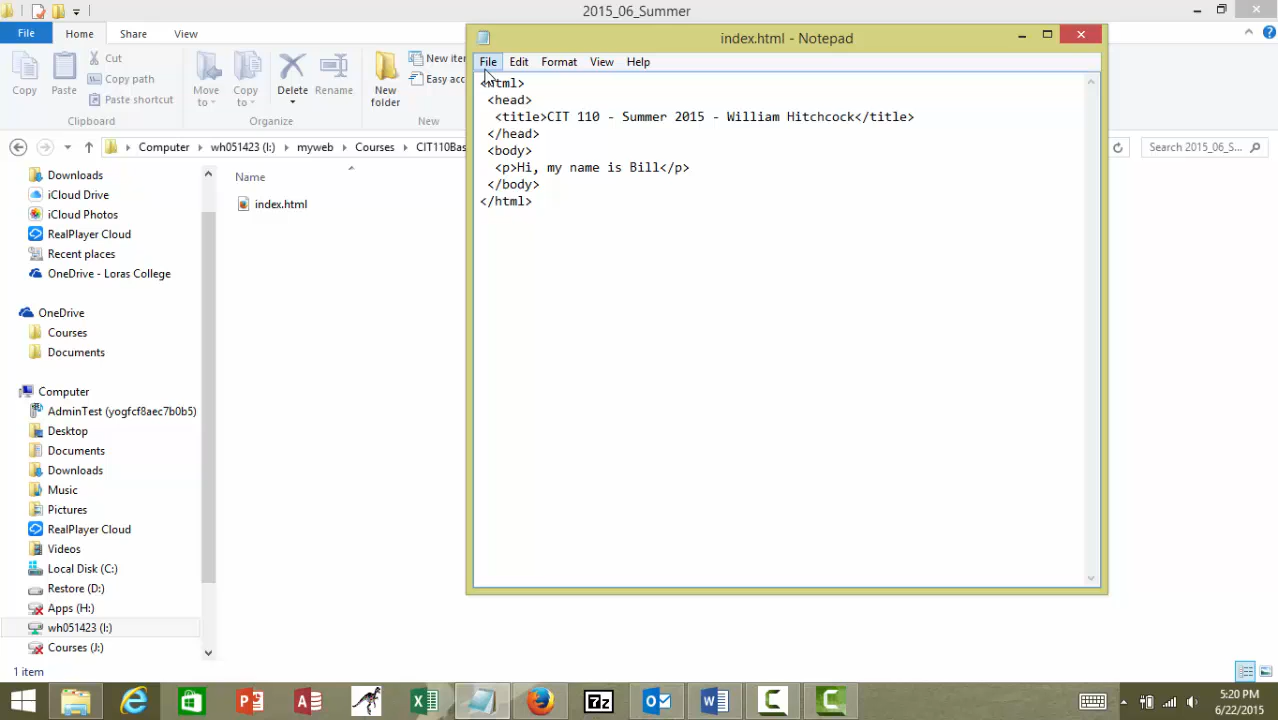 2015_06_Summer
File Home Share View
Copy
Paste
Cut
Copy path
Paste shortcut
Clipboard
Move to
Copy to
Delete
Rename
Organize
New folder
New
Easy
New
index.html - Notepad
File Edit Format View Help
<html>
<head>
<title>CIT 110 - Summer 2015 - William Hitchcock</title>
</head>
<body>
<p>Hi, my name is Bill</p>
</body>
</html>
Computer wh051423 (I:) myweb Courses
Search 2015_06_S...
Name
index.html
Downloads
iCloud Drive
iCloud Photos
RealPlayer Cloud
Recent places
OneDrive - Loras College
OneDrive
Courses
Documents
Computer
AdminTest (yogfcf8aec7b0b5)
Desktop
Documents
Downloads
Music
Pictures
RealPlayer Cloud
Videos
Local Disk (C:)
Restore (D:)
Apps (H:)
wh051423 (I:)
Courses (J:)
1 item
5:20 PM
6/22/2015